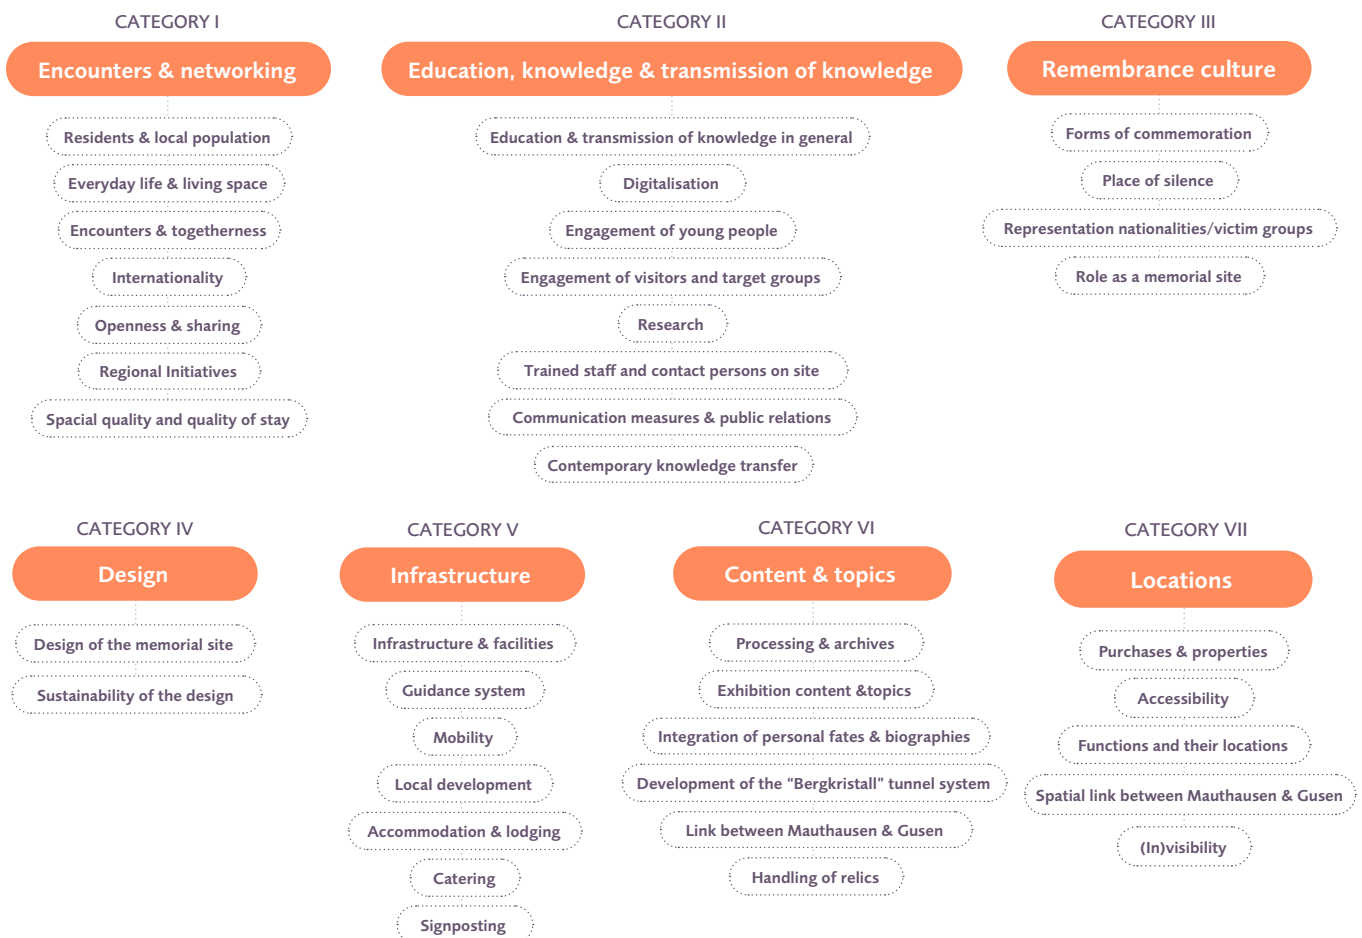 CATEGORY I
Encounters & networking
Residents & local population
Everyday life & living space
Encounters & togetherness
Internationality
Openness & sharing
Regional Initiatives
Spacial quality and quality of stay
CATEGORY II
Education, knowledge & transmission of knowledge
Education & transmission of knowledge in general
Digitalisation
Engagement of young people
Engagement of visitors and target groups
Research
Trained staff and contact persons on site
Communication measures & public relations
Contemporary knowledge transfer
CATEGORY III
Remembrance culture
Forms of commemoration
Place of silence
Representation nationalities/victim groups
Role as a memorial site
CATEGORY IV
Design
Design of the memorial site
Sustainability of the design
CATEGORY V
Infrastructure
Infrastructure & facilities
Guidance system
Mobility
Local development
Accommodation & lodging
Catering
Signposting
CATEGORY VI
Content & topics
Processing & archives
Exhibition content &topics
Integration of personal fates & biographies
Development of the “Bergkristall” tunnel system
Link between Mauthausen & Gusen
Handling of relics
CATEGORY VII
Locations
Purchases & properties
Accessibility
Functions and their locations
Spatial link between Mauthausen & Gusen
(In)visibility